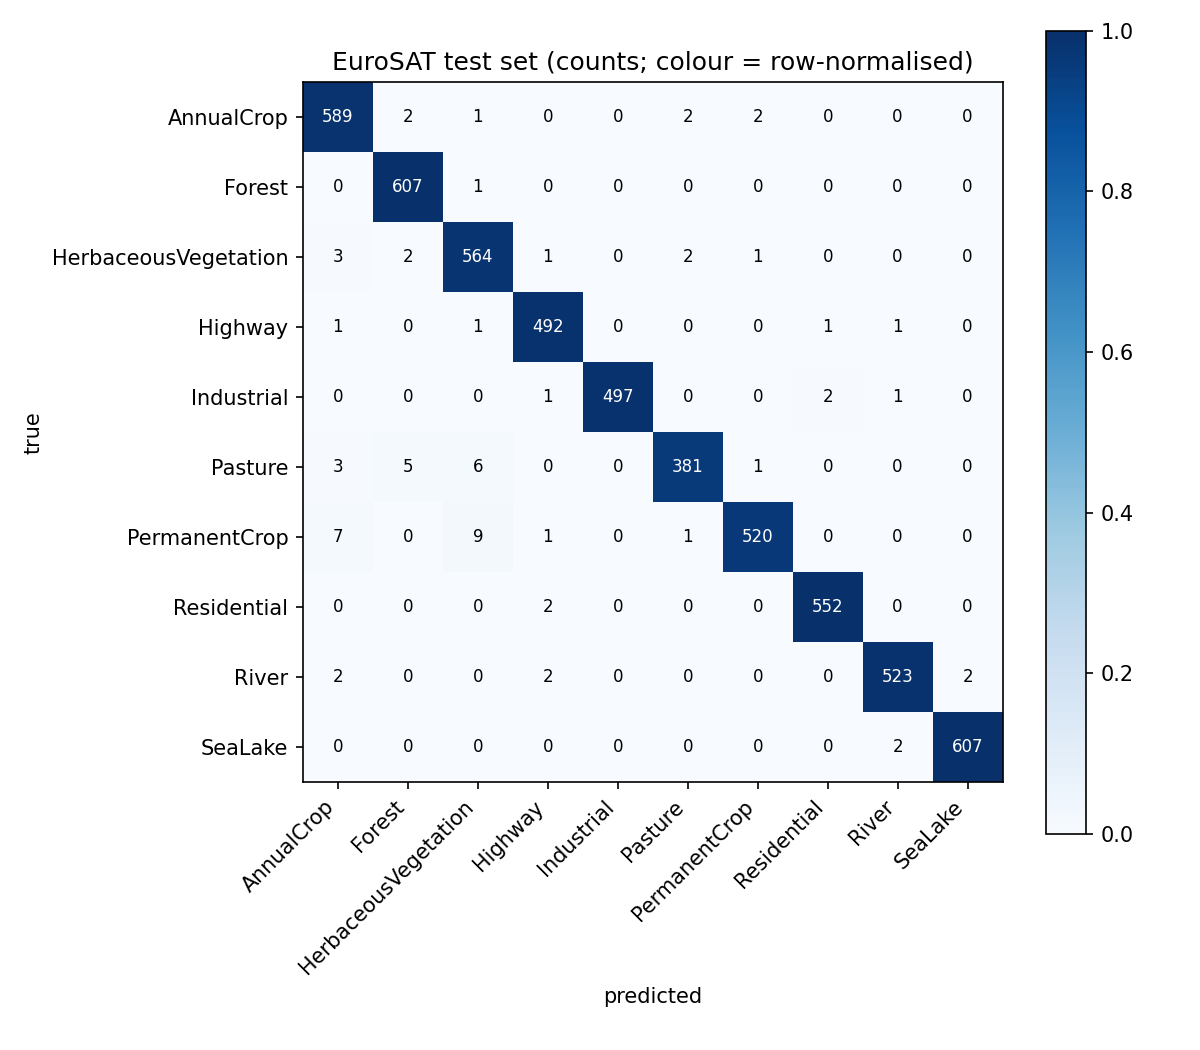 EuroSAT test set (counts; colour = row-normalised)
AnnualCrop 589 2 1 0 0 2 2 0 0 0
Forest 0 607 1 0 0 0 0 0 0 0
HerbaceousVegetation 3 2 564 1 0 2 1 0 0 0
Highway 1 0 1 492 0 0 0 1 1 0
Industrial 0 0 0 1 497 0 0 2 1 0
Pasture 3 5 6 0 0 381 1 0 0 0
PermanentCrop 7 0 9 1 0 1 520 0 0 0
Residential 0 0 0 2 0 0 0 552 0 0
River 2 0 0 2 0 0 0 0 523 2
SeaLake 0 0 0 0 0 0 0 0 2 607
true
AnnualCrop Forest HerbaceousVegetation Highway Industrial Pasture PermanentCrop Residential River SeaLake
predicted
1.0
0.8
0.6
0.4
0.2
0.0